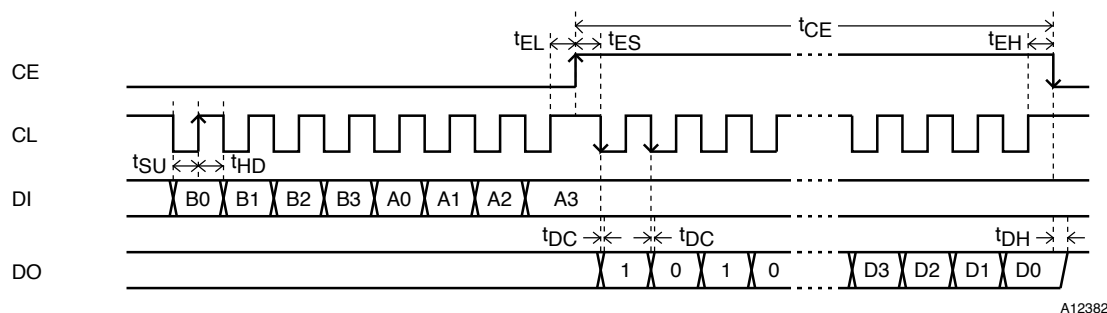 tCE
tEL tES tEH
CE
CL
tSU tHD
DI B0 B1 B2 B3 A0 A1 A2 A3
tDC tDC tDH
DO 1 0 1 0 D3 D2 D1 D0
A12382